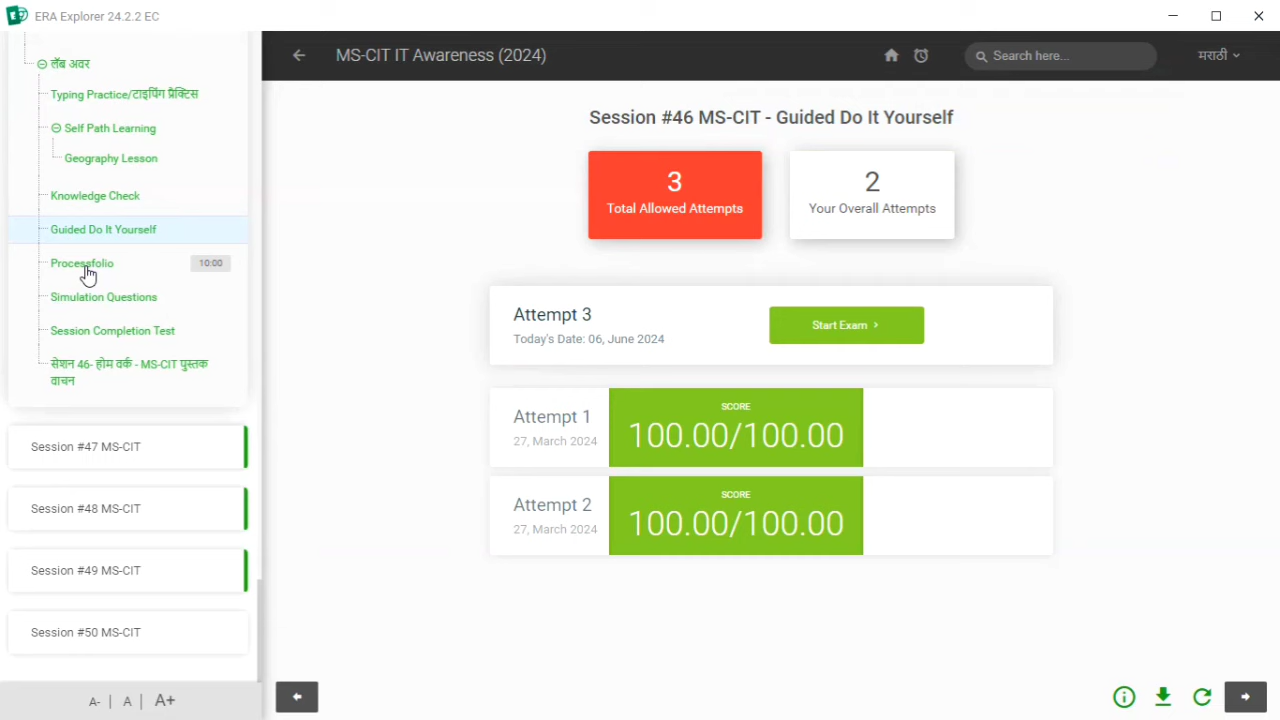 ERA Explorer 24.2.2 EC
लॅब अवर
Typing Practice/टाइपिंग प्रॅक्टिस
Self Path Learning
Geography Lesson
Knowledge Check
Guided Do It Yourself
Processfolio 10:00
Simulation Questions
Session Completion Test
सेशन 46- होम वर्क - MS-CIT पुस्तक
वाचन
Session #47 MS-CIT
Session #48 MS-CIT
Session #49 MS-CIT
Session #50 MS-CIT
A- | A | A+
MS-CIT IT Awareness (2024)
Search here...
मराठी
Session #46 MS-CIT - Guided Do It Yourself
3
Total Allowed Attempts
2
Your Overall Attempts
Attempt 3
Today's Date: 06, June 2024
Start Exam
Attempt 1
27, March 2024
SCORE
100.00/100.00
Attempt 2
27, March 2024
SCORE
100.00/100.00